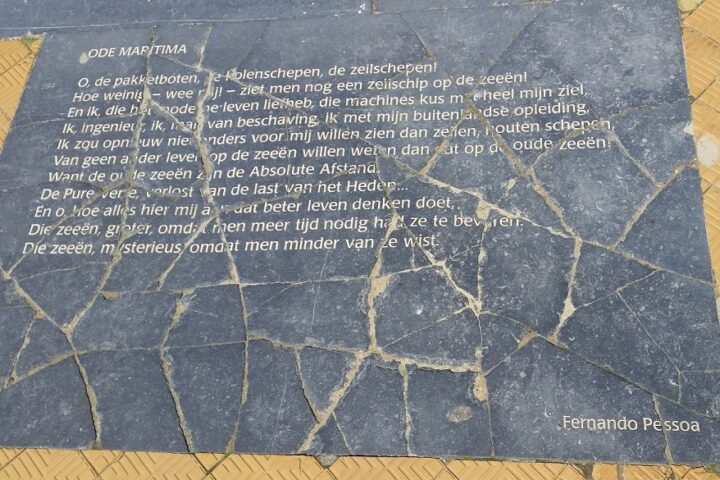 ODE MARITIMA
O, de pakketboten, de kolenschepen, de zeilschepen!
Hoe weinig – wee mij! – ziet men nog een zeilschip op de zeeën!
En ik, die het moderne leven liefheb, die machines kus met heel mijn ziel,
Ik, ingenieur, ik, man van beschaving, ik met mijn buitenlandse opleiding,
Ik zou opnieuw niets anders voor mij willen zien dan zeilen, houten schepen,
Van geen ander leven op de zeeën willen weten dan dat op de oude zeeën!
Want de oude zeeën zijn de Absolute Afstand,
De Pure Verte, verlost van de last van het Heden...
En o, hoe alles hier mij aan dat beter leven denken doet,
Die zeeën, groter, omdat men meer tijd nodig had ze te bevaren.
Die zeeën, mysterieus, omdat men minder van ze wist.
Fernando Pessoa